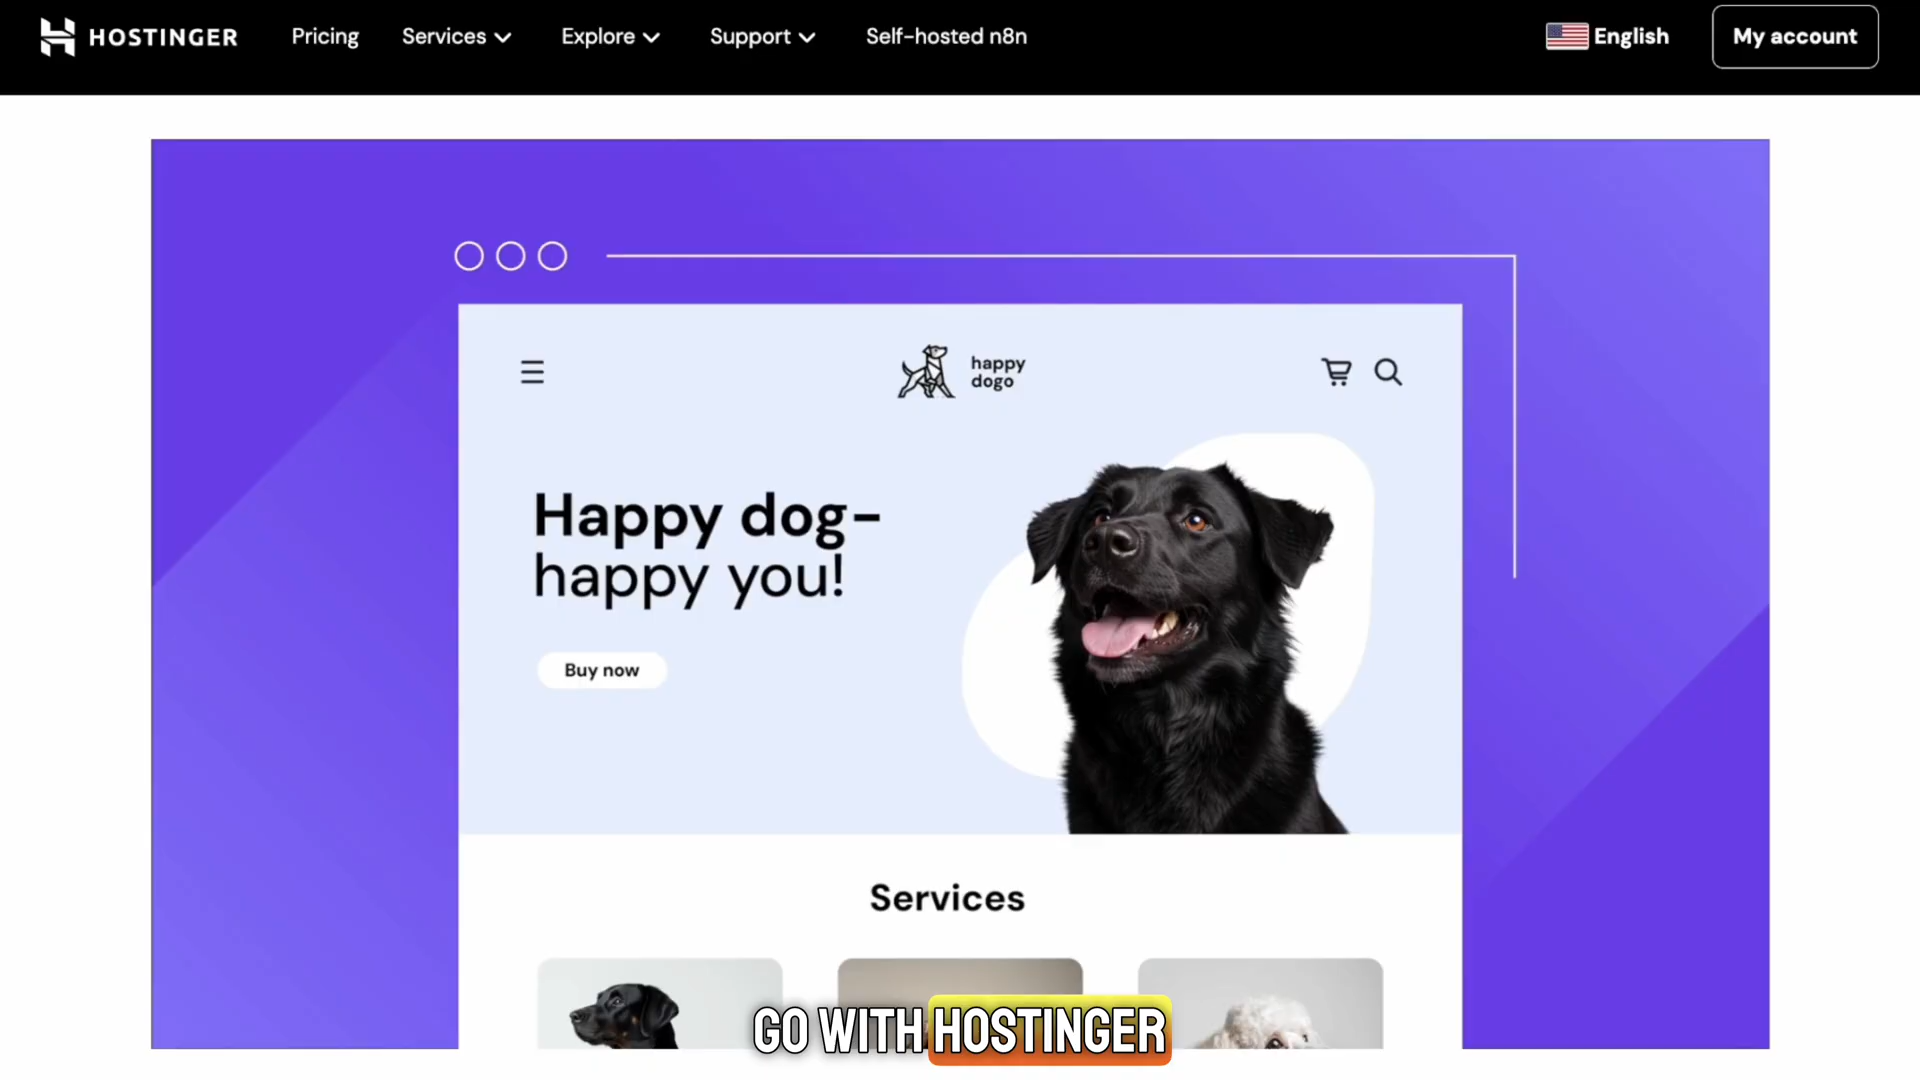 HOSTINGER Pricing Services Explore Support Self-hosted n8n English My account
happy
dogo
Happy dog-
happy you!
Buy now
Services
GO WITH HOSTINGER